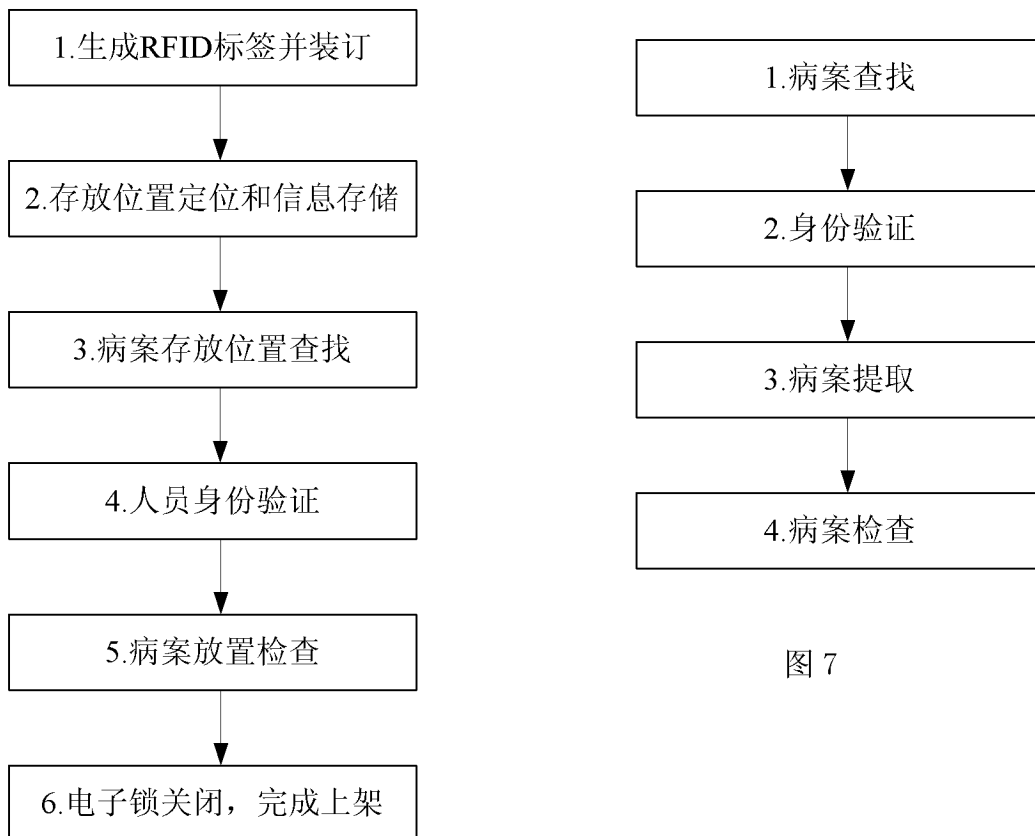 1.生成RFID标签并装订
2.存放位置定位和信息存储
3.病案存放位置查找
4.人员身份验证
5.病案放置检查
6.电子锁关闭，完成上架
1.病案查找
2.身份验证
3.病案提取
4.病案检查
图 7